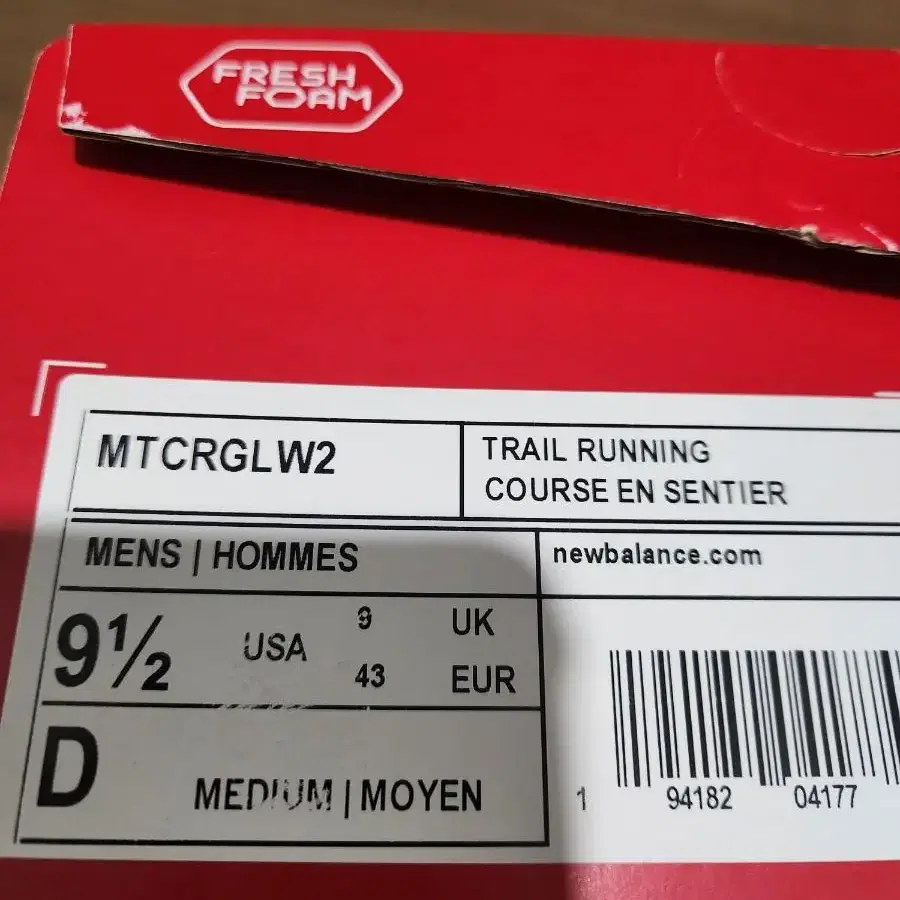 FRESH
FOAM
MTCRGLW2
TRAIL RUNNING
COURSE EN SENTIER
MENS | HOMMES
newbalance.com
9½ USA
9 UK
43 EUR
D
MEDIUM | MOYEN
1 94182 04177